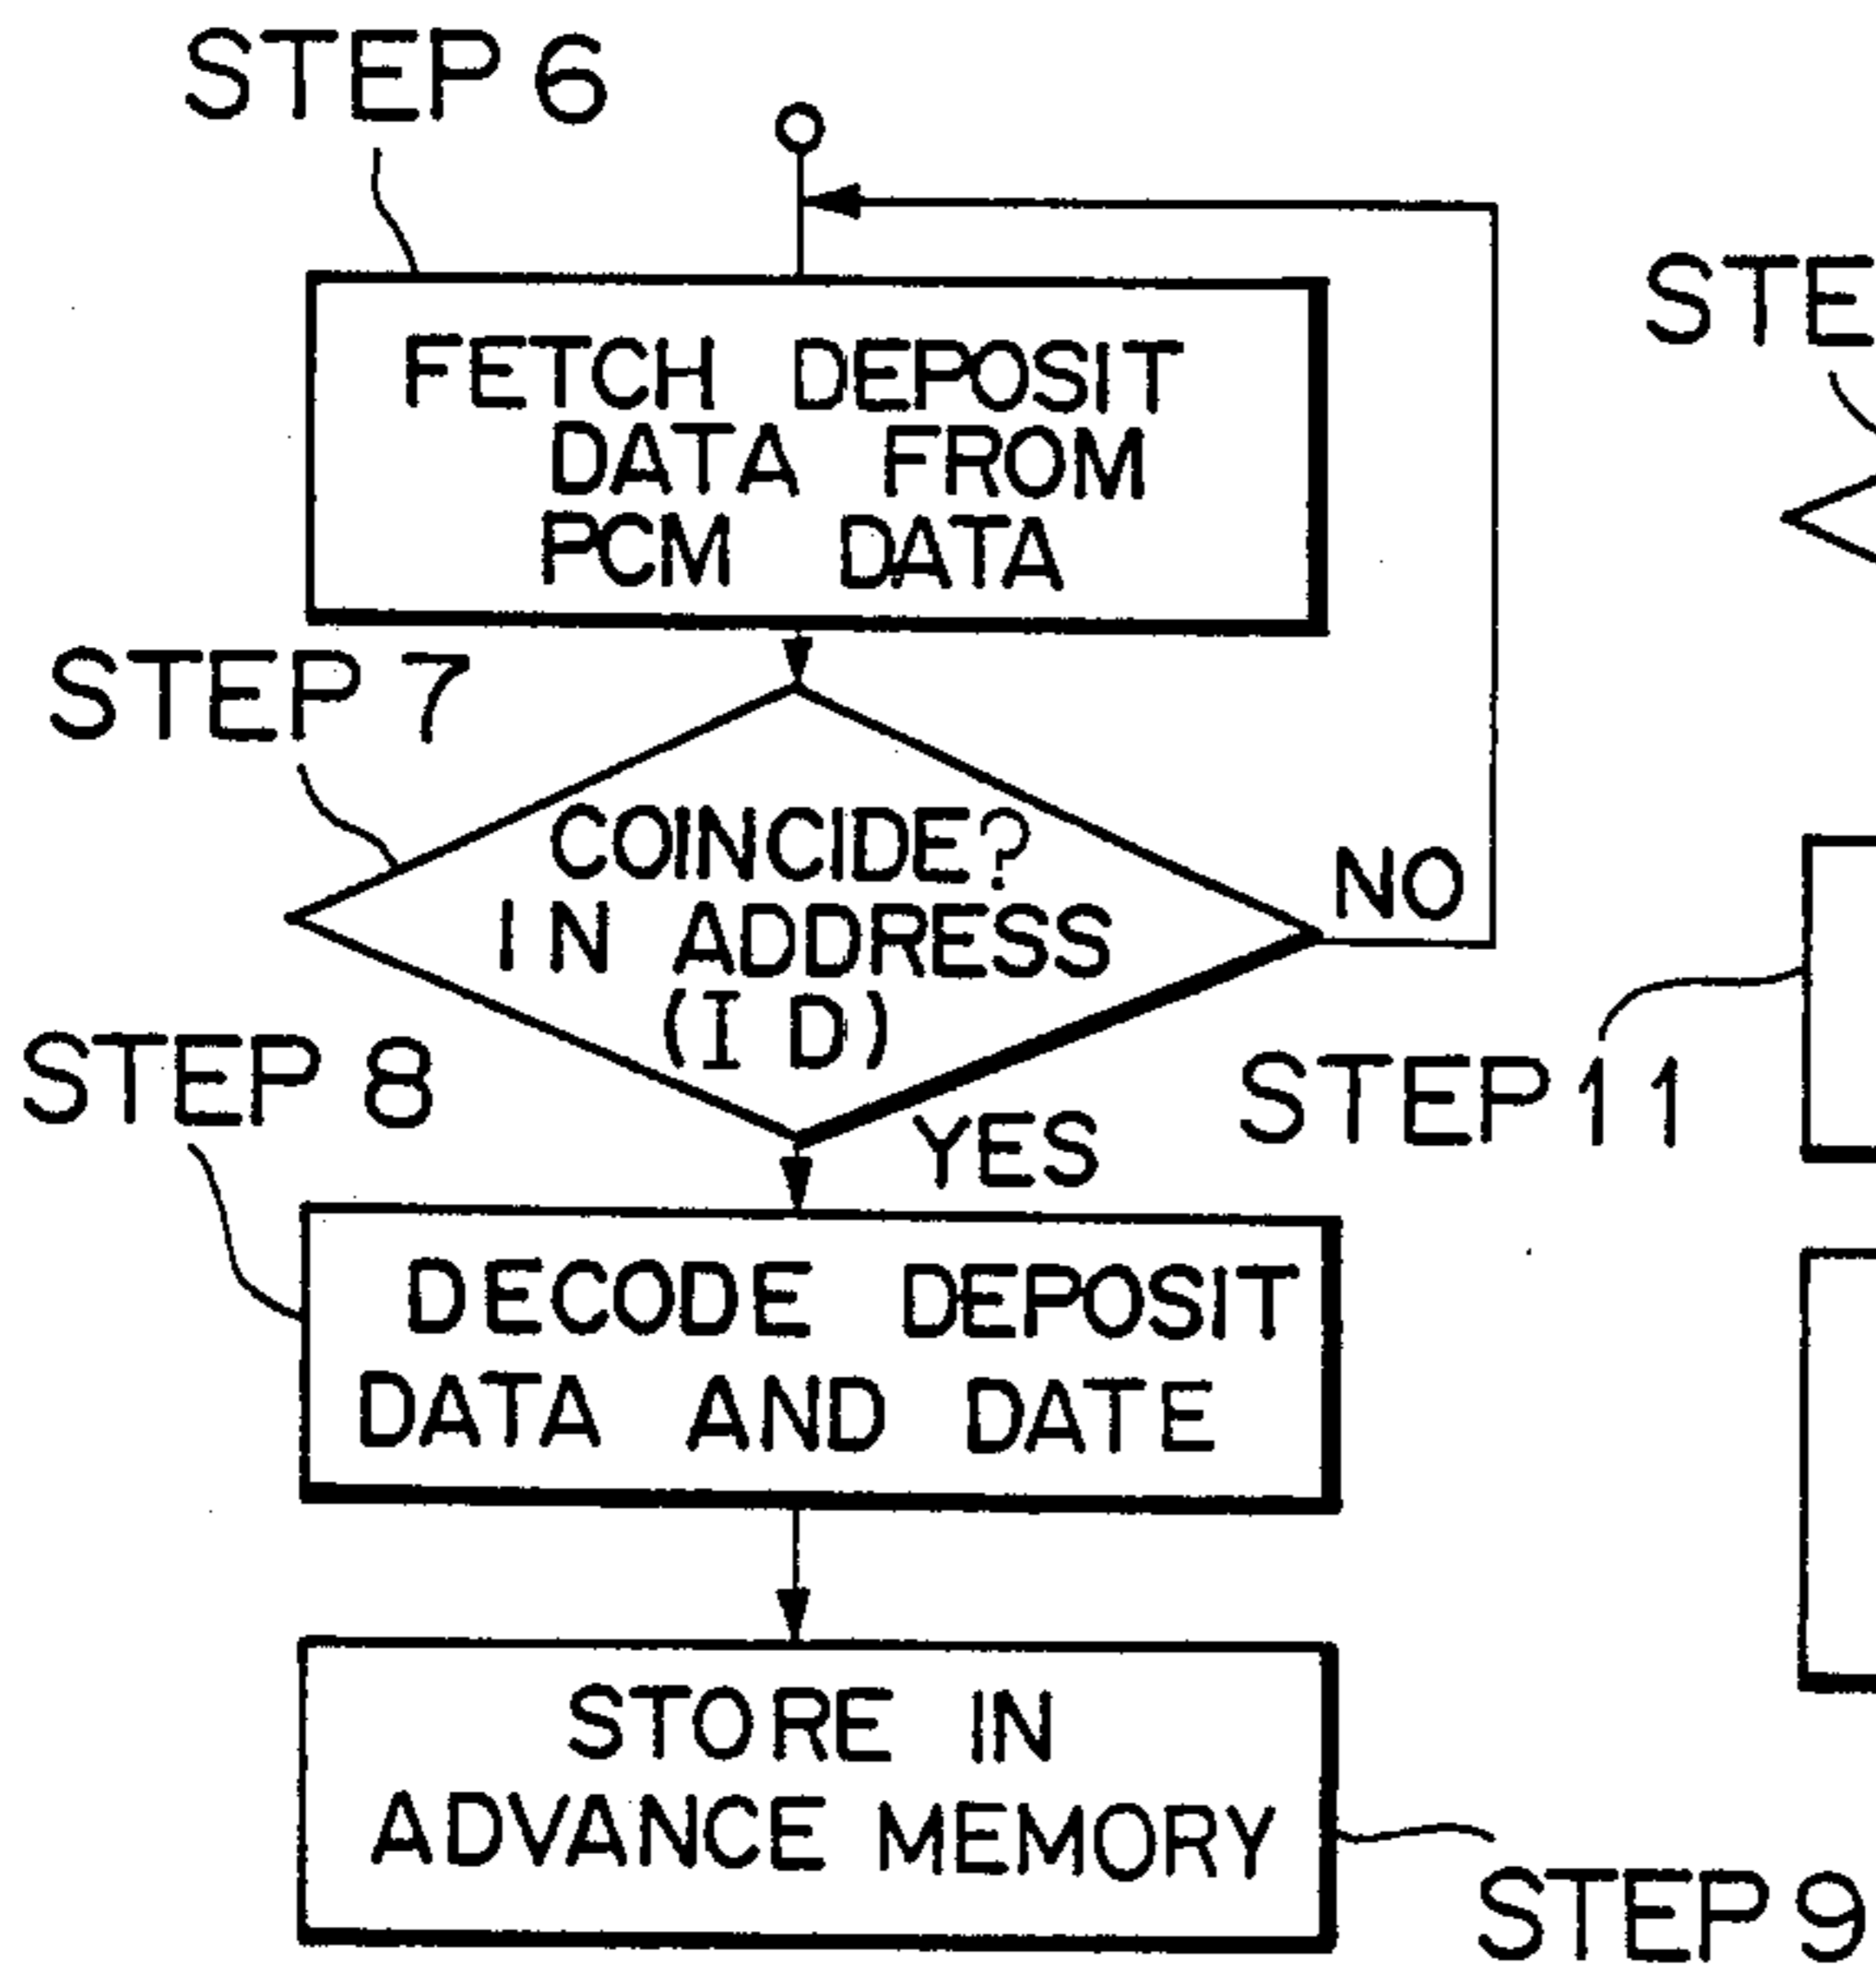 STEP 6
FETCH DEPOSIT
DATA FROM
PCM DATA
STEP 7
COINCIDE?
IN ADDRESS
(ID)
NO
YES
STEP 8
DECODE DEPOSIT
DATA AND DATE
STORE IN
ADVANCE MEMORY
STEP 9
STE
STEP 11